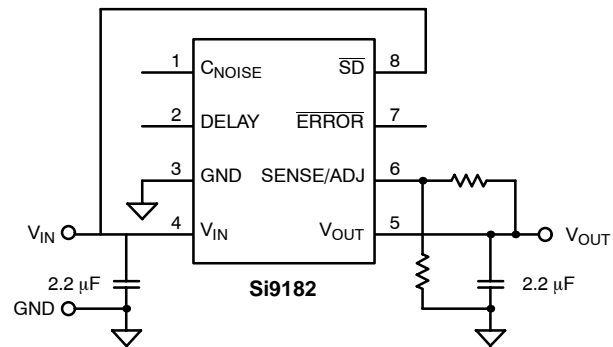 1 C_NOISE S̅D̅ 8
2 DELAY E̅R̅R̅O̅R̅ 7
3 GND SENSE/ADJ 6
V_IN 4 V_IN V_OUT 5 V_OUT
2.2 μF 2.2 μF
Si9182
GND